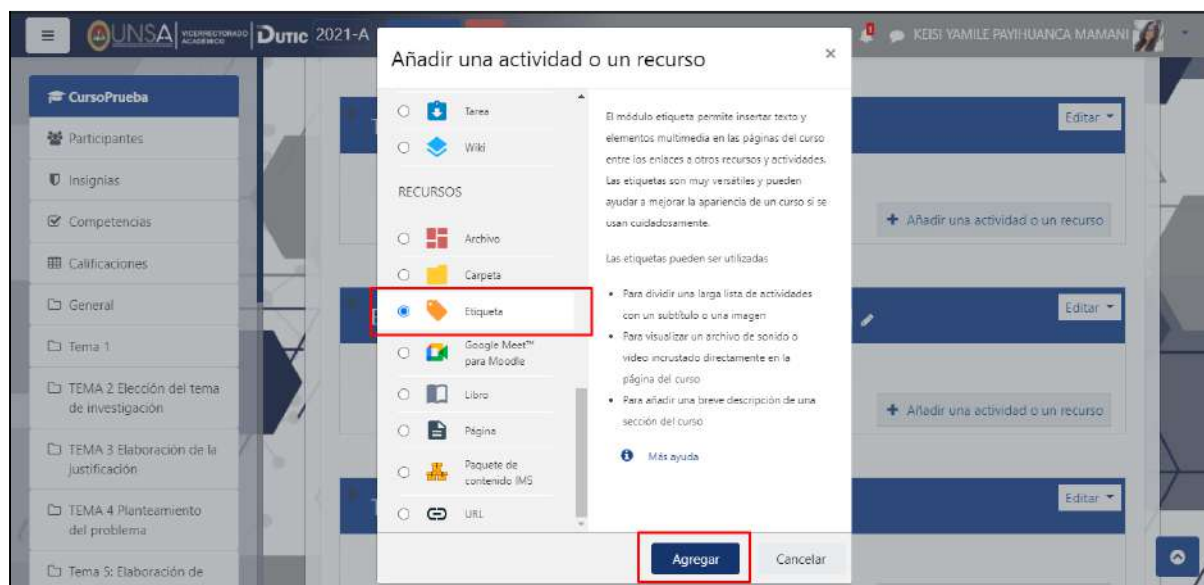 UNSA VICERRECTORADO ACADÉMICO DUTIC 2021-A
KEISI YAMILE PAYIHUANCA MAMANI
CursoPrueba
Participantes
Insignias
Competencias
Calificaciones
General
Tema 1
TEMA 2 Elección del tema
de investigación
TEMA 3 Elaboración de la
justificación
TEMA 4 Planteamiento
del problema
Tema 5: Elaboración de
Añadir una actividad o un recurso
×
Tarea
Wiki
RECURSOS
Archivo
Carpeta
Etiqueta
Google Meet™
para Moodle
Libro
Página
Paquete de
contenido IMS
URL
El módulo etiqueta permite insertar texto y
elementos multimedia en las páginas del curso
entre los enlaces a otros recursos y actividades.
Las etiquetas son muy versátiles y pueden
ayudar a mejorar la apariencia de un curso si se
usan cuidadosamente.
Las etiquetas pueden ser utilizadas
• Para dividir una larga lista de actividades
con un subtítulo o una imagen
• Para visualizar un archivo de sonido o
vídeo incrustado directamente en la
página del curso
• Para añadir una breve descripción de una
sección del curso
Más ayuda
Agregar
Cancelar
Editar
+ Añadir una actividad o un recurso
Editar
+ Añadir una actividad o un recurso
Editar